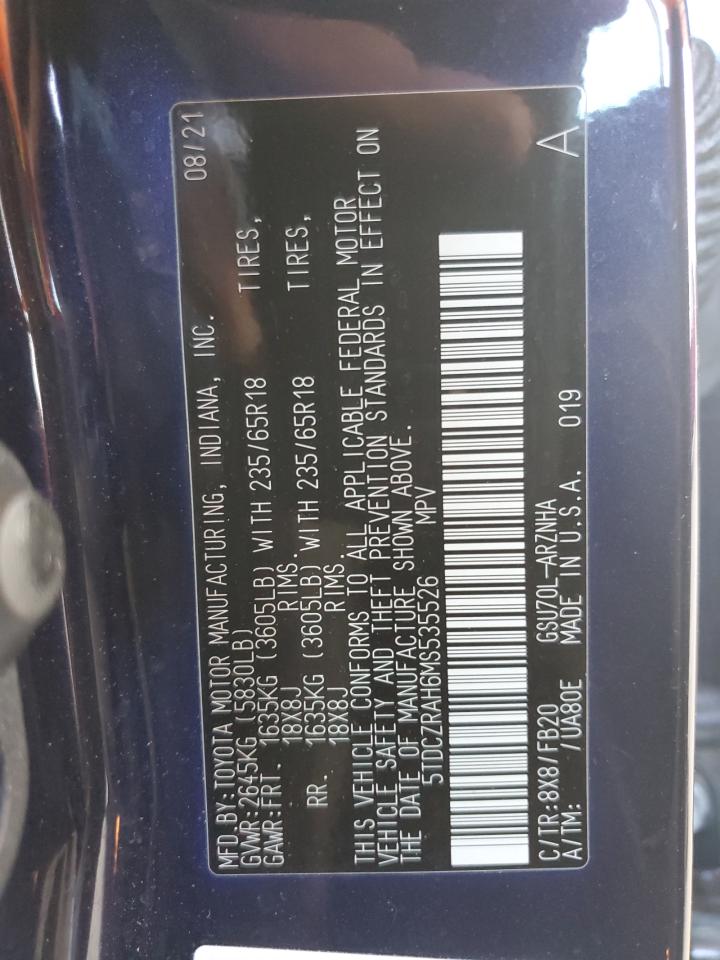 MFD.BY:TOYOTA MOTOR MANUFACTURING, INDIANA, INC. 08/21
GVWR:2645KG (5830LB)
GAWR:FRT. 1635KG (3605LB) WITH 235/65R18 TIRES,
18X8J RIMS.
RR. 1635KG (3605LB) WITH 235/65R18 TIRES,
18X8J RIMS.
THIS VEHICLE CONFORMS TO ALL APPLICABLE FEDERAL MOTOR
VEHICLE SAFETY AND THEFT PREVENTION STANDARDS IN EFFECT ON
THE DATE OF MANUFACTURE SHOWN ABOVE.
5TDCZRAH6MS535526 MPV
C/TR:8X8/FB20 GSU70L-ARZNHA
A/TM: /UA80E MADE IN U.S.A. 019 A